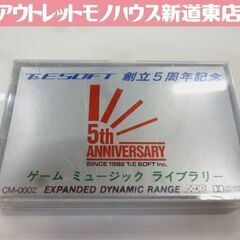 アウトレットモノハウス新道東店
T&ESOFT 創立5周年記念
5th
ANNIVERSARY
SINCE 1982 T&E SOFT Inc.
ゲーム ミュージック ライブラリー
CM-0002 EXPANDED DYNAMIC RANGE